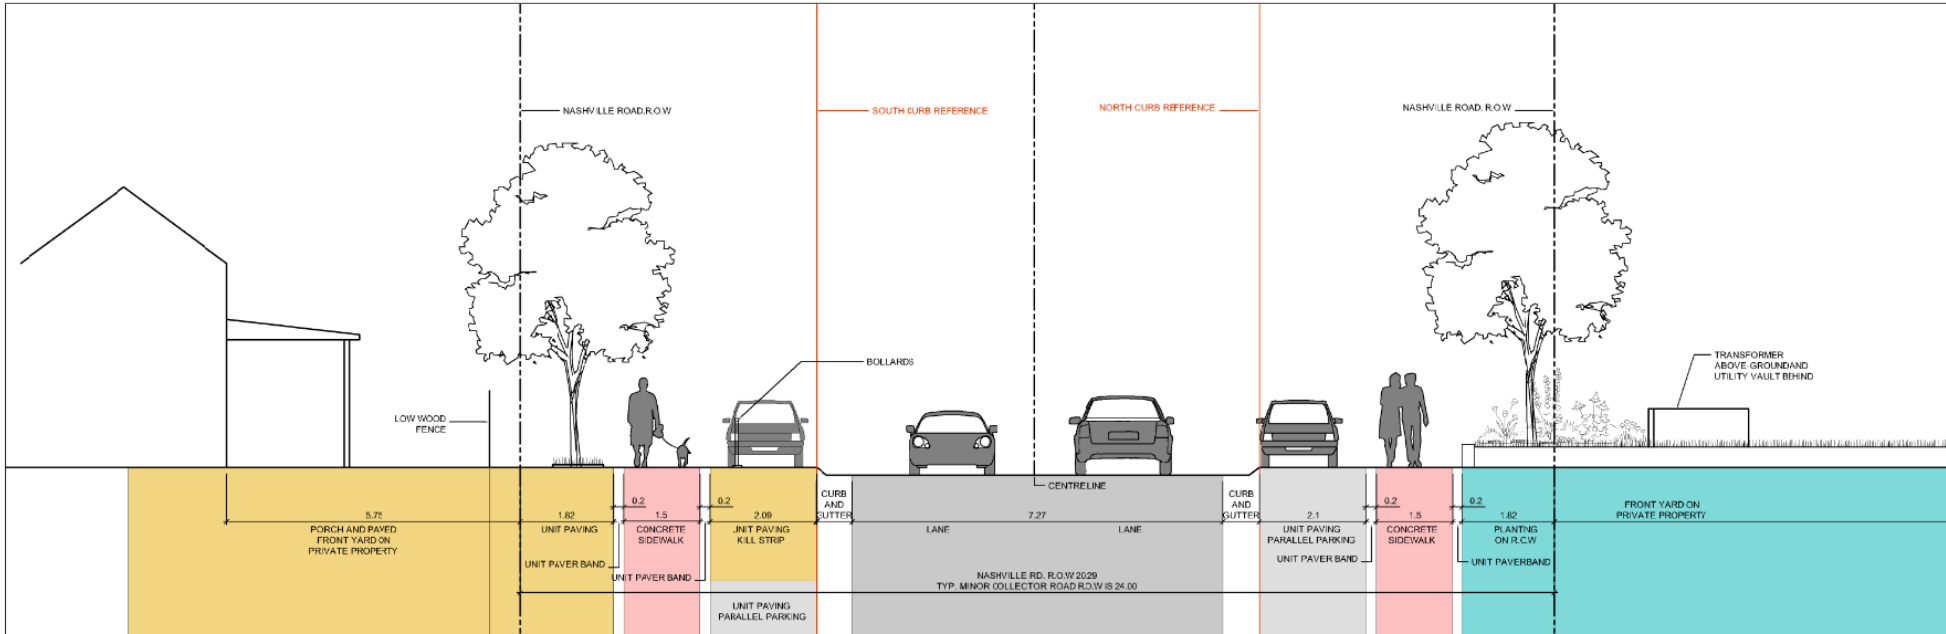 NASHVILLE ROAD.R.O.W
SOUTH CURB REFERENCE
NORTH CURB REFERENCE
NASHVILLE ROAD. R.O.W
BOLLARDS
TRANSFORMER
ABOVE-GROUNDAND
UTILITY VAULT BEHIND
LOW WOOD
FENCE
CENTRELINE
5.75
PORCH AND PAVED
FRONT YARD ON
PRIVATE PROPERTY
1.82
UNIT PAVING
0.2
UNIT PAVER BAND
1.5
CONCRETE
SIDEWALK
0.2
UNIT PAVER BAND
2.09
UNIT PAVING
KILL STRIP
UNIT PAVING
PARALLEL PARKING
CURB
AND
GUTTER
7.27
LANE
LANE
NASHVILLE RD. R.O.W 20.29
TYP. MINOR COLLECTOR ROAD R.O.W IS 24.00
CURB
AND
GUTTER
2.1
UNIT PAVING
PARALLEL PARKING
0.2
UNIT PAVER BAND
1.5
CONCRETE
SIDEWALK
0.2
UNIT PAVERBAND
1.82
PLANTING
ON R.O.W
FRONT YARD ON
PRIVATE PROPERTY